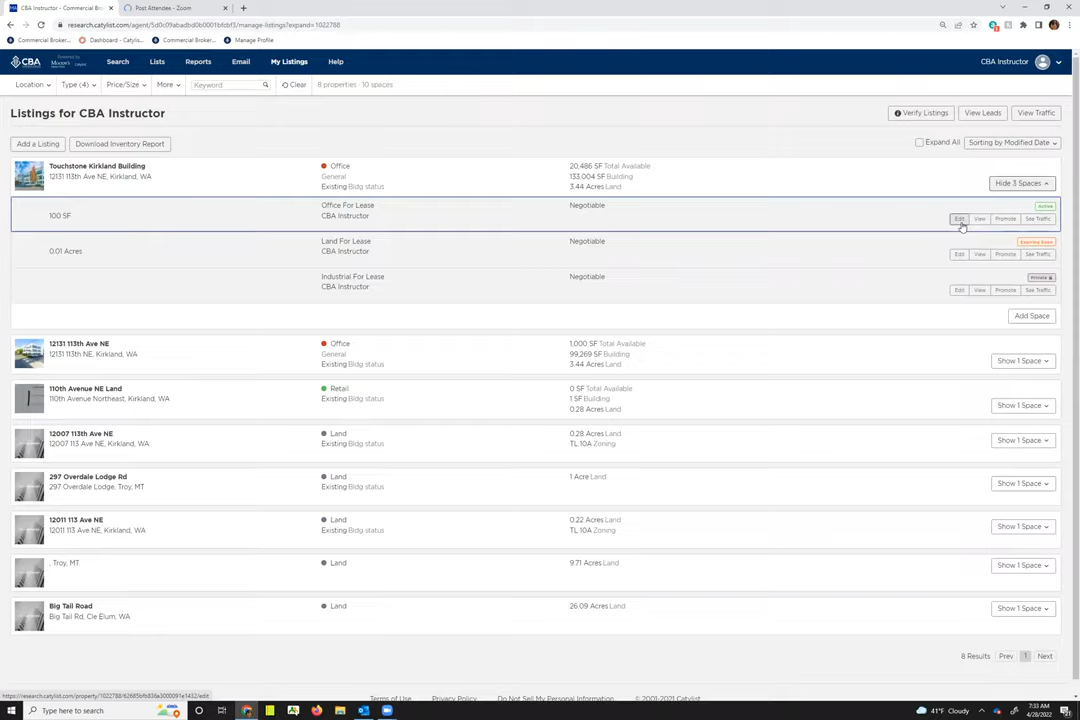 CBA Instructor - Commercial Bro
Post Attendee - Zoom
research.catylist.com/agent/5d0c09abadbd0b0001bfcbf3/manage-listings?expand=1022788
Commercial Broker... Dashboard - Catylis... Commercial Broker... Manage Profile
CBA Powered by Moody's Catylist Search Lists Reports Email My Listings Help CBA Instructor
Location Type (4) Price/Size More Keyword Clear 8 properties · 10 spaces
Listings for CBA Instructor Verify Listings View Leads View Traffic
Add a Listing Download Inventory Report Expand All Sorting by Modified Date
Touchstone Kirkland Building Office 20,486 SF Total Available
12131 113th Ave NE, Kirkland, WA General 133,004 SF Building
Existing Bldg status 3.44 Acres Land Hide 3 Spaces
Office For Lease Negotiable Active
100 SF CBA Instructor Edit View Promote See Traffic
Land For Lease Negotiable Expiring Soon
0.01 Acres CBA Instructor Edit View Promote See Traffic
Industrial For Lease Negotiable Private
CBA Instructor Edit View Promote See Traffic
Add Space
12131 113th Ave NE Office 1,000 SF Total Available
12131 113th NE, Kirkland, WA General 99,269 SF Building
Existing Bldg status 3.44 Acres Land Show 1 Space
110th Avenue NE Land Retail 0 SF Total Available
110th Avenue Northeast, Kirkland, WA Existing Bldg status 1 SF Building
0.28 Acres Land Show 1 Space
12007 113th Ave NE Land 0.28 Acres Land
12007 113 Ave NE, Kirkland, WA Existing Bldg status TL 10A Zoning Show 1 Space
297 Overdale Lodge Rd Land 1 Acre Land
297 Overdale Lodge, Troy, MT Existing Bldg status Show 1 Space
12011 113 Ave NE Land 0.22 Acres Land
12011 113 Ave NE, Kirkland, WA Existing Bldg status TL 10A Zoning Show 1 Space
, Troy, MT Land 9.71 Acres Land Show 1 Space
Big Tail Road Land 26.09 Acres Land
Big Tail Rd, Cle Elum, WA Show 1 Space
8 Results Prev 1 Next
https://research.catylist.com/property/1022788/62685bfb836a3000091e1432/edit
Terms of Use Privacy Policy Do Not Sell My Personal Information © 2001-2021 Catylist
Type here to search 41°F Cloudy 7:33 AM
4/28/2022